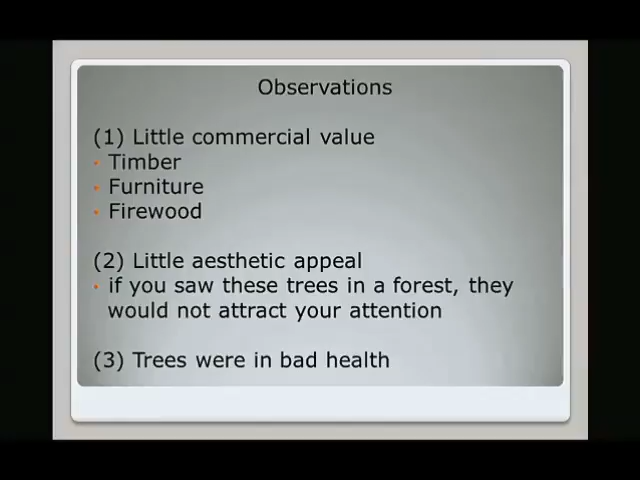 Observations
(1) Little commercial value
• Timber
• Furniture
• Firewood
(2) Little aesthetic appeal
• if you saw these trees in a forest, they
would not attract your attention
(3) Trees were in bad health